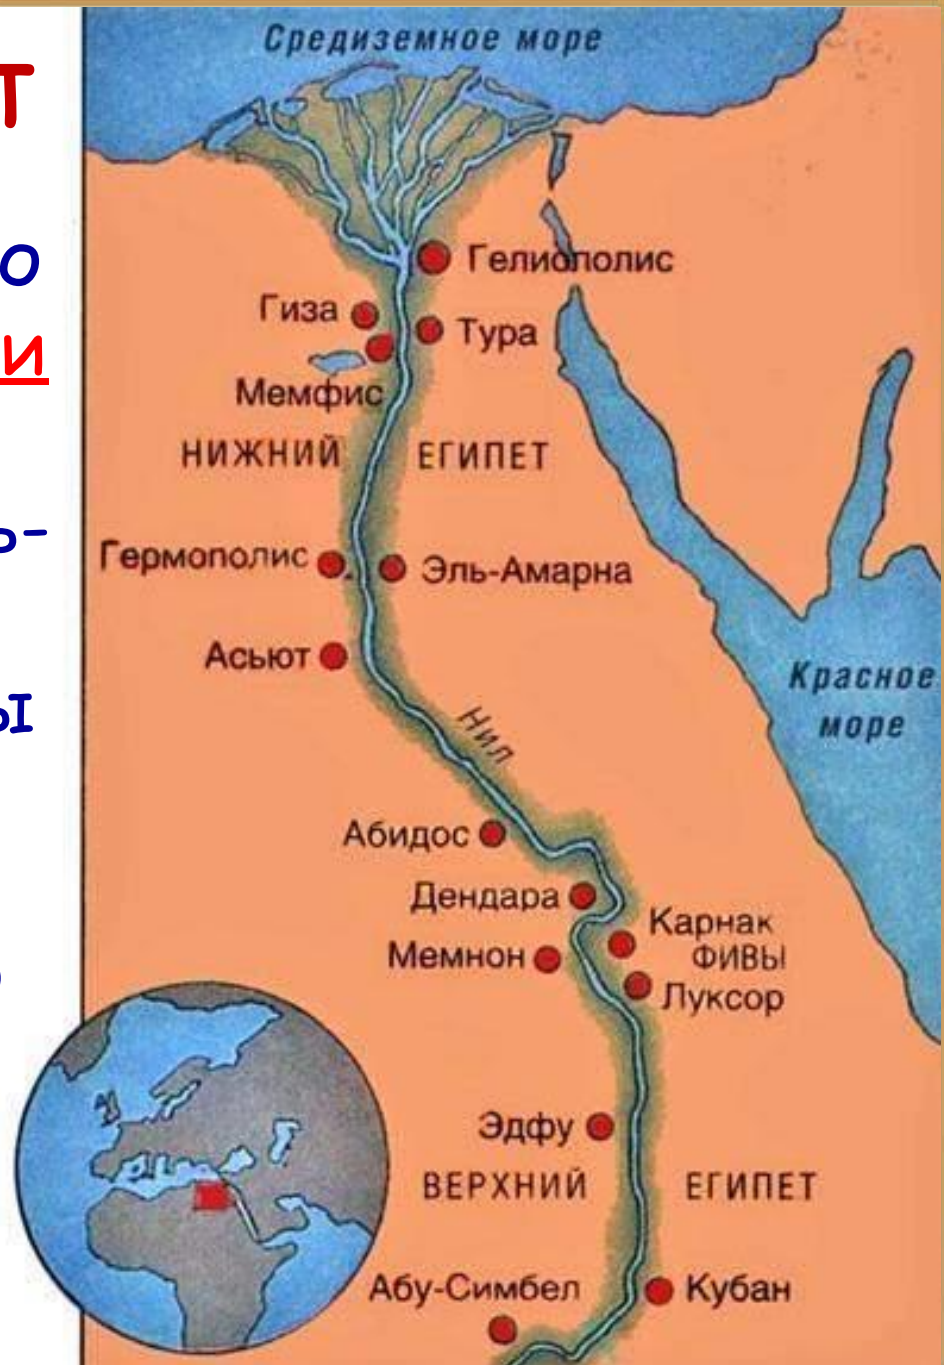 Т
о
и
ь-
ы
Средиземное море
Гелиополис
Гиза
Тура
Мемфис
НИЖНИЙ ЕГИПЕТ
Гермополис
Эль-Амарна
Асьют
Красное
море
Нил
Абидос
Дендара
Карнак
Мемнон
ФИВЫ
Луксор
Эдфу
ВЕРХНИЙ ЕГИПЕТ
Абу-Симбел
Кубан